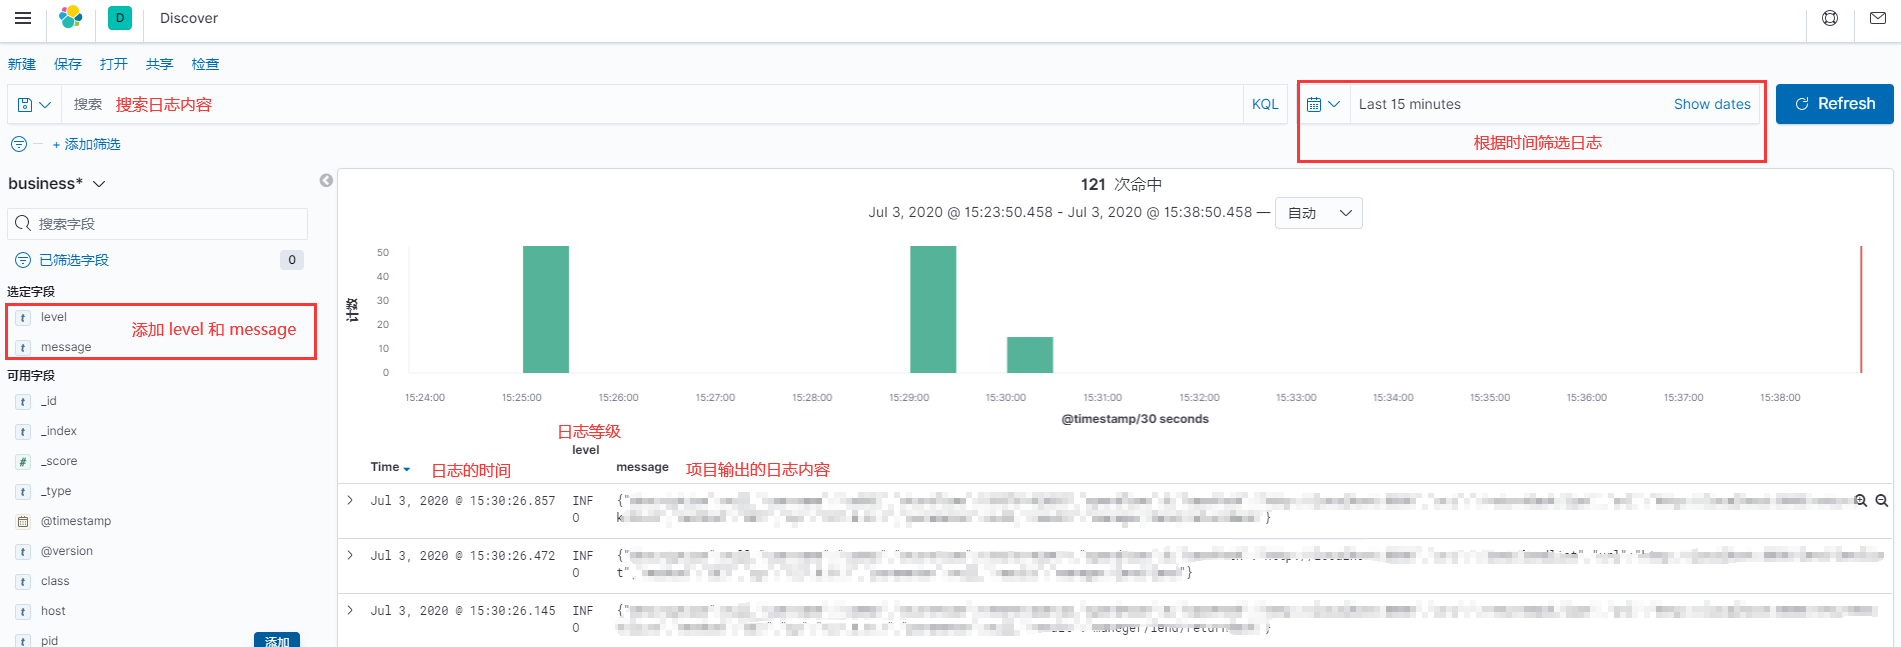 D Discover
新建 保存 打开 共享 检查
搜索 搜索日志内容 KQL Last 15 minutes Show dates Refresh
+ 添加筛选 根据时间筛选日志
business*
121 次命中
搜索字段
Jul 3, 2020 @ 15:23:50.458 - Jul 3, 2020 @ 15:38:50.458 — 自动
已筛选字段 0
选定字段
t level
添加 level 和 message
t message
可用字段
t _id
t _index
# _score
t _type
@timestamp
t @version
t class
t host
t pid 添加
计数
50
40
30
20
10
0
15:24:00 15:25:00 15:26:00 15:27:00 15:28:00 15:29:00 15:30:00 15:31:00 15:32:00 15:33:00 15:34:00 15:35:00 15:36:00 15:37:00 15:38:00
@timestamp/30 seconds
日志等级
level
Time 日志的时间 message 项目输出的日志内容
Jul 3, 2020 @ 15:30:26.857 INF {"
O k }
Jul 3, 2020 @ 15:30:26.472 INF {"
O t", "}
Jul 3, 2020 @ 15:30:26.145 INF {"
O